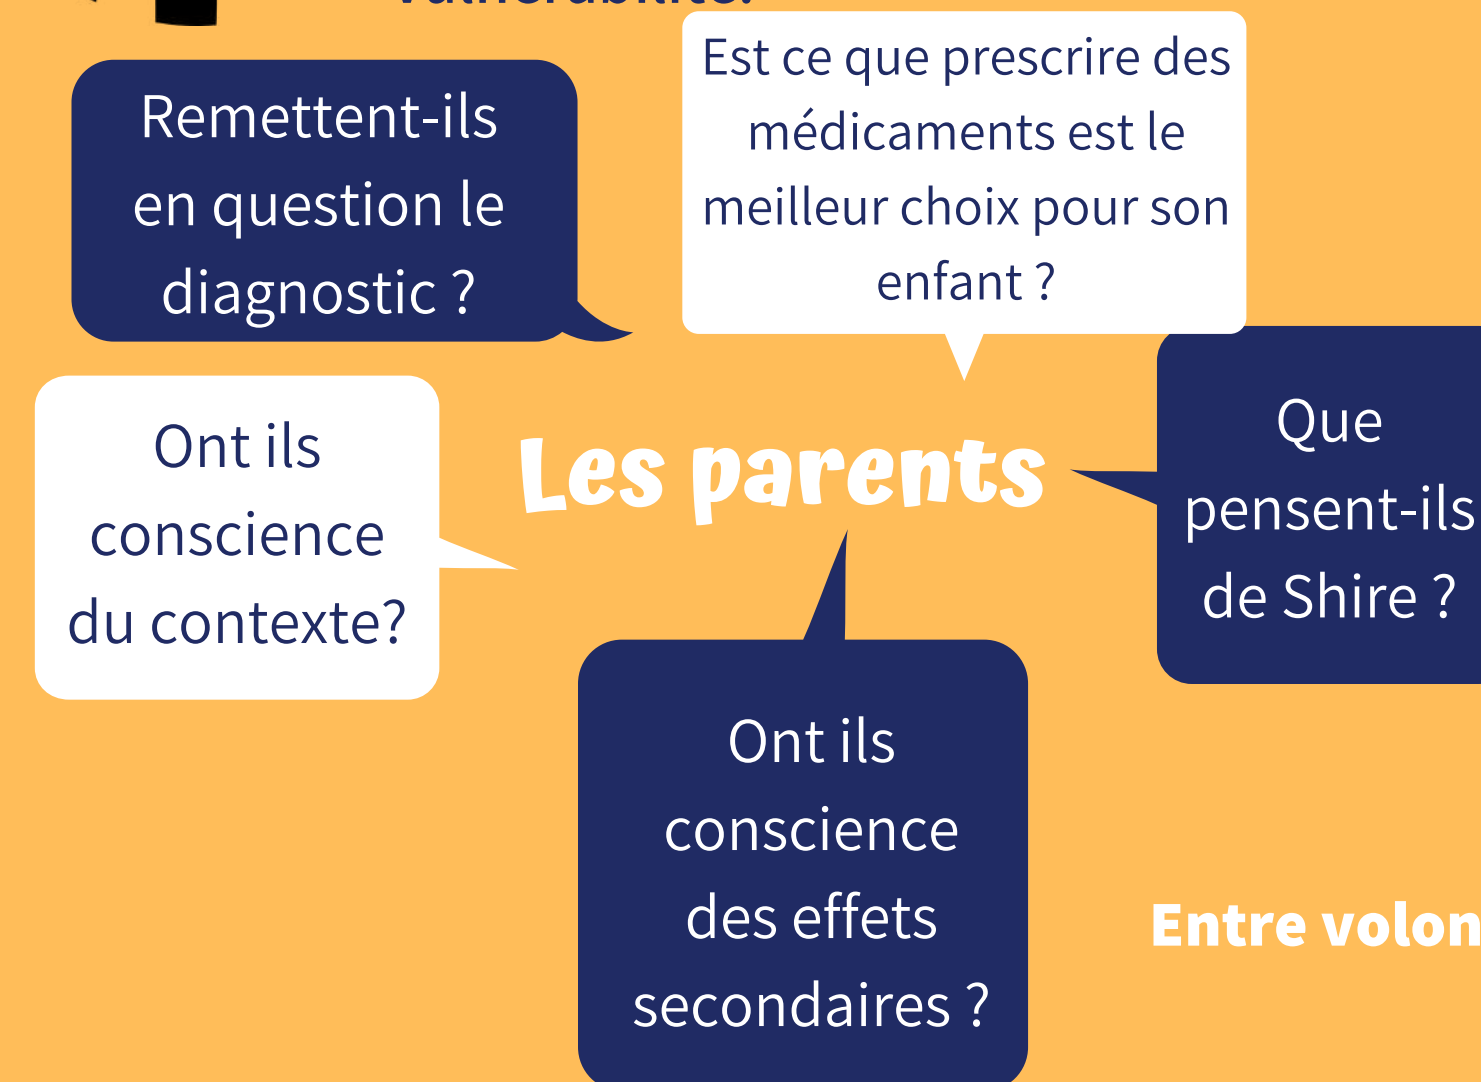 vulnérabilité.
Est ce que prescrire des
médicaments est le
meilleur choix pour son
enfant ?
Remettent-ils
en question le
diagnostic ?
Ont ils
conscience
du contexte?
Les parents
Que
pensent-ils
de Shire ?
Ont ils
conscience
des effets
secondaires ?
Entre volon